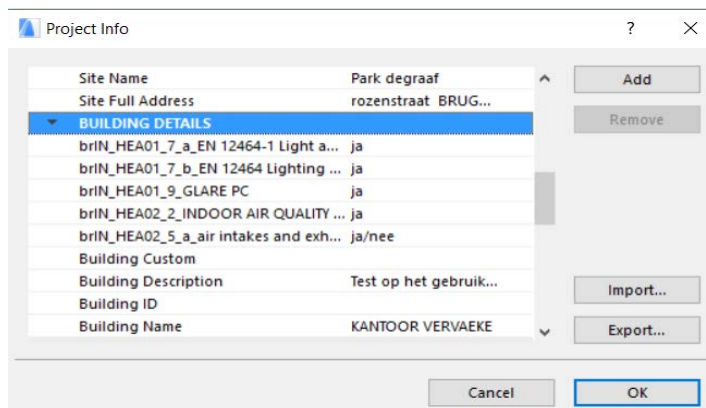 Project Info ? ×
Site Name Park degraaf
Site Full Address rozenstraat BRUG...
BUILDING DETAILS
brIN_HEA01_7_a_EN 12464-1 Light a... ja
brIN_HEA01_7_b_EN 12464 Lighting ... ja
brIN_HEA01_9_GLARE PC ja
brIN_HEA02_2_INDOOR AIR QUALITY ... ja
brIN_HEA02_5_a_air intakes and exh... ja/nee
Building Custom
Building Description Test op het gebruik...
Building ID
Building Name KANTOOR VERVAEKE
Add
Remove
Import...
Export...
Cancel OK